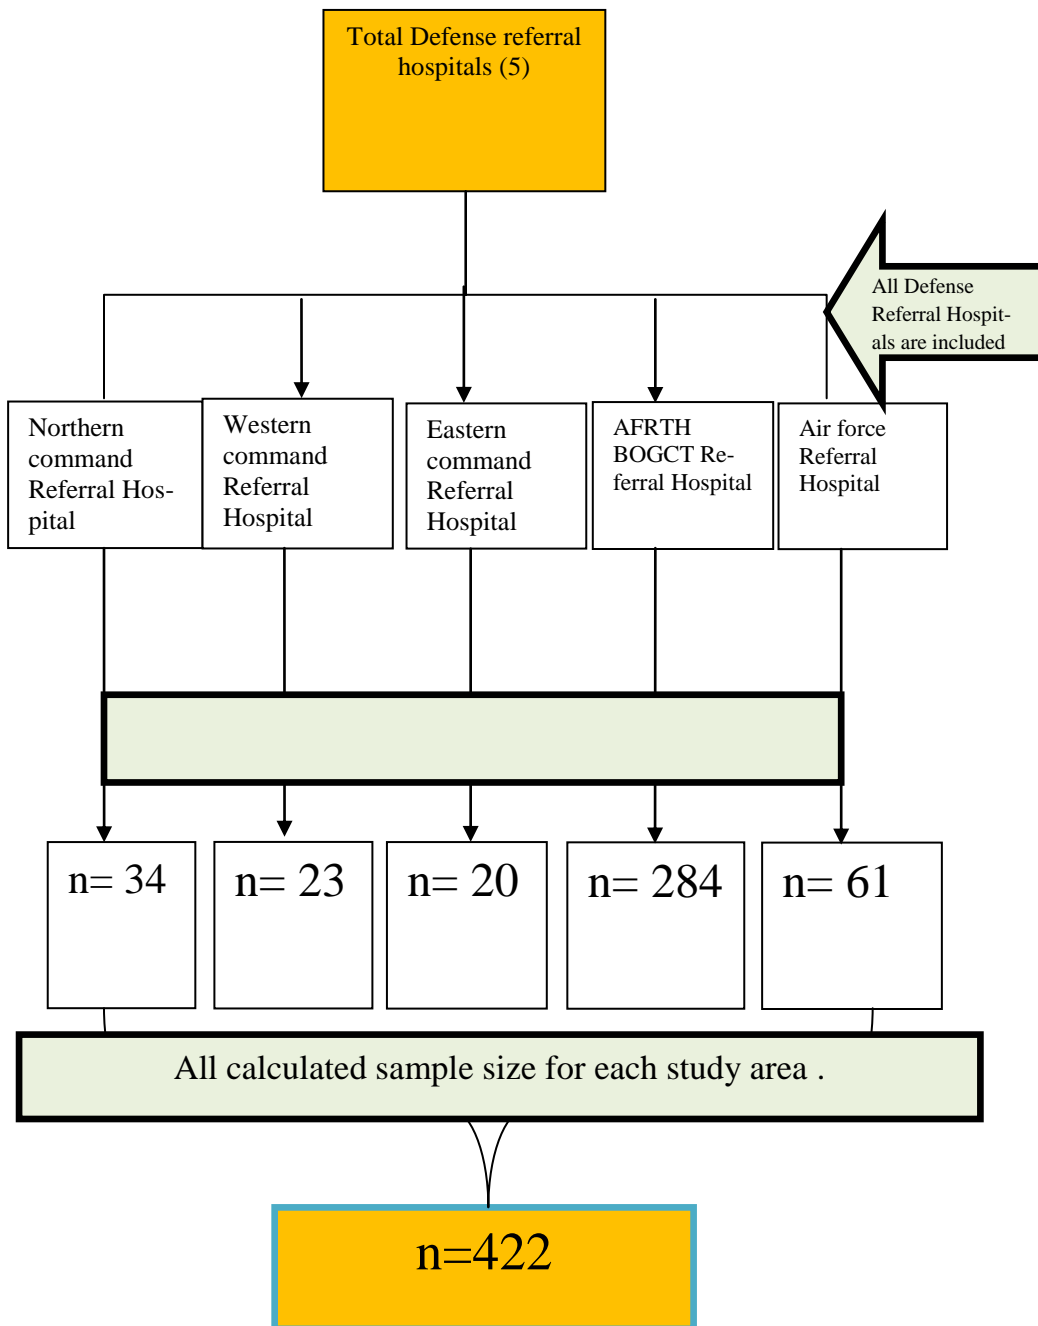 Total Defense referral
hospitals (5)
All Defense
Referral Hospit-
als are included
Northern
command
Referral Hos-
pital
Western
command
Referral
Hospital
Eastern
command
Referral
Hospital
AFRTH
BOGCT Re-
ferral Hospital
Air force
Referral
Hospital
n= 34
n= 23
n= 20
n= 284
n= 61
All calculated sample size for each study area .
n=422